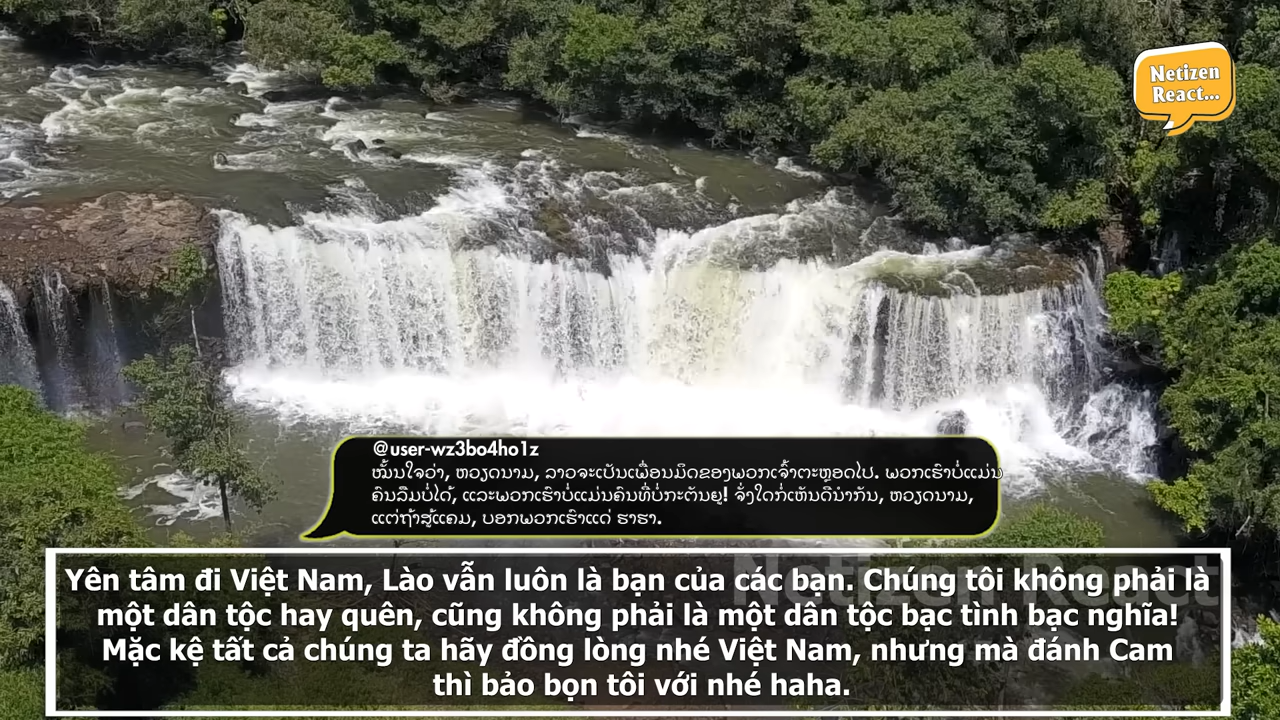 Netizen
React...
@user-wz3bo4ho1z
ໝັ້ນໃຈວ່າ, ຫວຽດນາມ, ລາວຈະເປັນເພື່ອນມິດຂອງພວກເຈົ້າຕະຫຼອດໄປ. ພວກເຮົາບໍ່ແມ່ນ
ຄົນລືມບໍ່ໄດ້, ແລະພວກເຮົາບໍ່ແມ່ນຄົນທີ່ບໍ່ກະຕັນຍູ! ຈັ່ງໃດກໍ່ເຫັນດີນຳກັນ, ຫວຽດນາມ,
ແຕ່ຖ້າສູ້ແຄມ, ບອກພວກເຮົາແດ່ ຮາຮາ.
Netizen React
Yên tâm đi Việt Nam, Lào vẫn luôn là bạn của các bạn. Chúng tôi không phải là
một dân tộc hay quên, cũng không phải là một dân tộc bạc tình bạc nghĩa!
Mặc kệ tất cả chúng ta hãy đồng lòng nhé Việt Nam, nhưng mà đánh Cam
thì bảo bọn tôi với nhé haha.